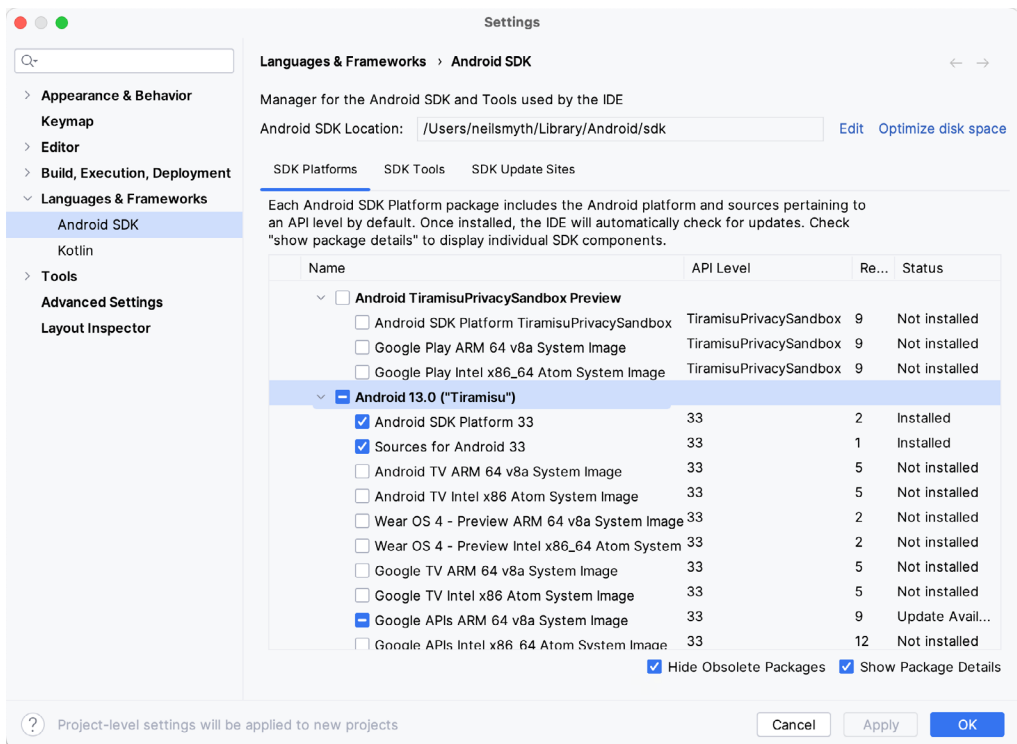 Settings
Languages & Frameworks › Android SDK
Appearance & Behavior
Keymap
Editor
Build, Execution, Deployment
Languages & Frameworks
Android SDK
Kotlin
Tools
Advanced Settings
Layout Inspector
Manager for the Android SDK and Tools used by the IDE
Android SDK Location: /Users/neilsmyth/Library/Android/sdk Edit Optimize disk space
SDK Platforms SDK Tools SDK Update Sites
Each Android SDK Platform package includes the Android platform and sources pertaining to
an API level by default. Once installed, the IDE will automatically check for updates. Check
"show package details" to display individual SDK components.
Name API Level Re... Status
Android TiramisuPrivacySandbox Preview
Android SDK Platform TiramisuPrivacySandbox TiramisuPrivacySandbox 9 Not installed
Google Play ARM 64 v8a System Image TiramisuPrivacySandbox 9 Not installed
Google Play Intel x86_64 Atom System Image TiramisuPrivacySandbox 9 Not installed
Android 13.0 ("Tiramisu")
Android SDK Platform 33 33 2 Installed
Sources for Android 33 33 1 Installed
Android TV ARM 64 v8a System Image 33 5 Not installed
Android TV Intel x86 Atom System Image 33 5 Not installed
Wear OS 4 - Preview ARM 64 v8a System Image 33 2 Not installed
Wear OS 4 - Preview Intel x86_64 Atom System 33 2 Not installed
Google TV ARM 64 v8a System Image 33 5 Not installed
Google TV Intel x86 Atom System Image 33 5 Not installed
Google APIs ARM 64 v8a System Image 33 9 Update Avail...
Google APIs Intel x86_64 Atom System Image 33 12 Not installed
Hide Obsolete Packages Show Package Details
? Project-level settings will be applied to new projects
Cancel Apply OK